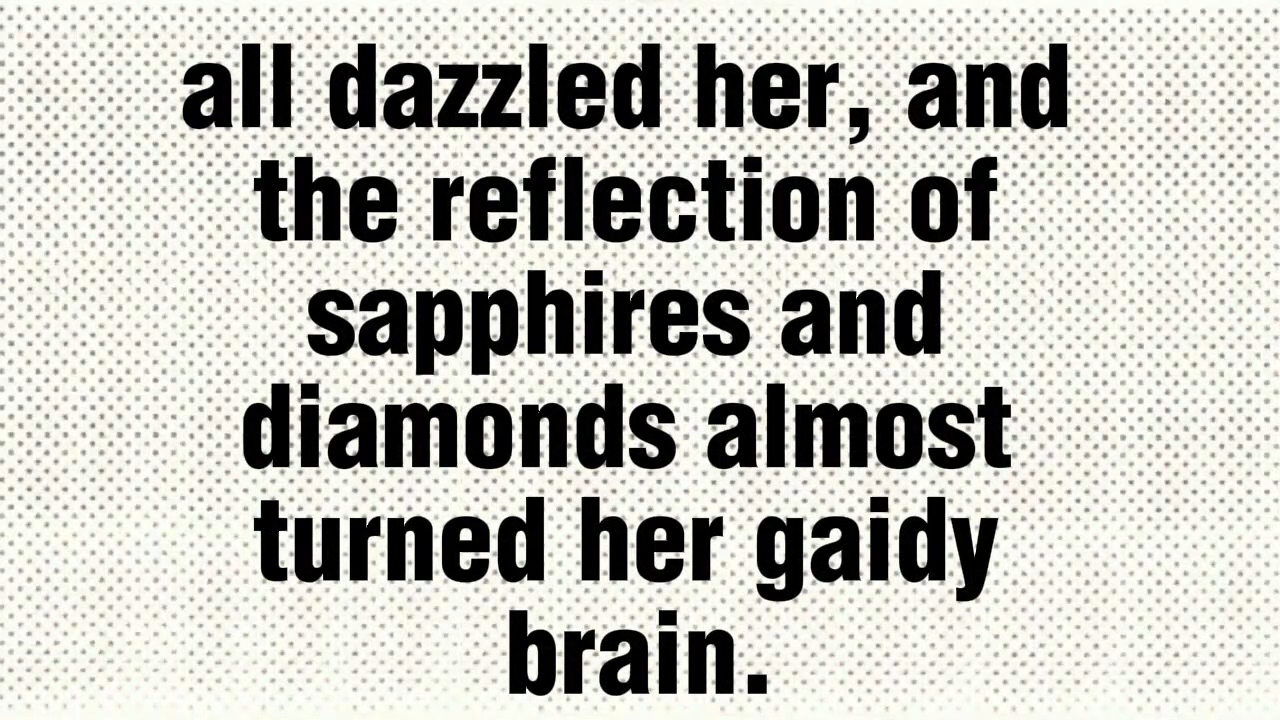 all dazzled her, and
the reflection of
sapphires and
diamonds almost
turned her gaidy
brain.